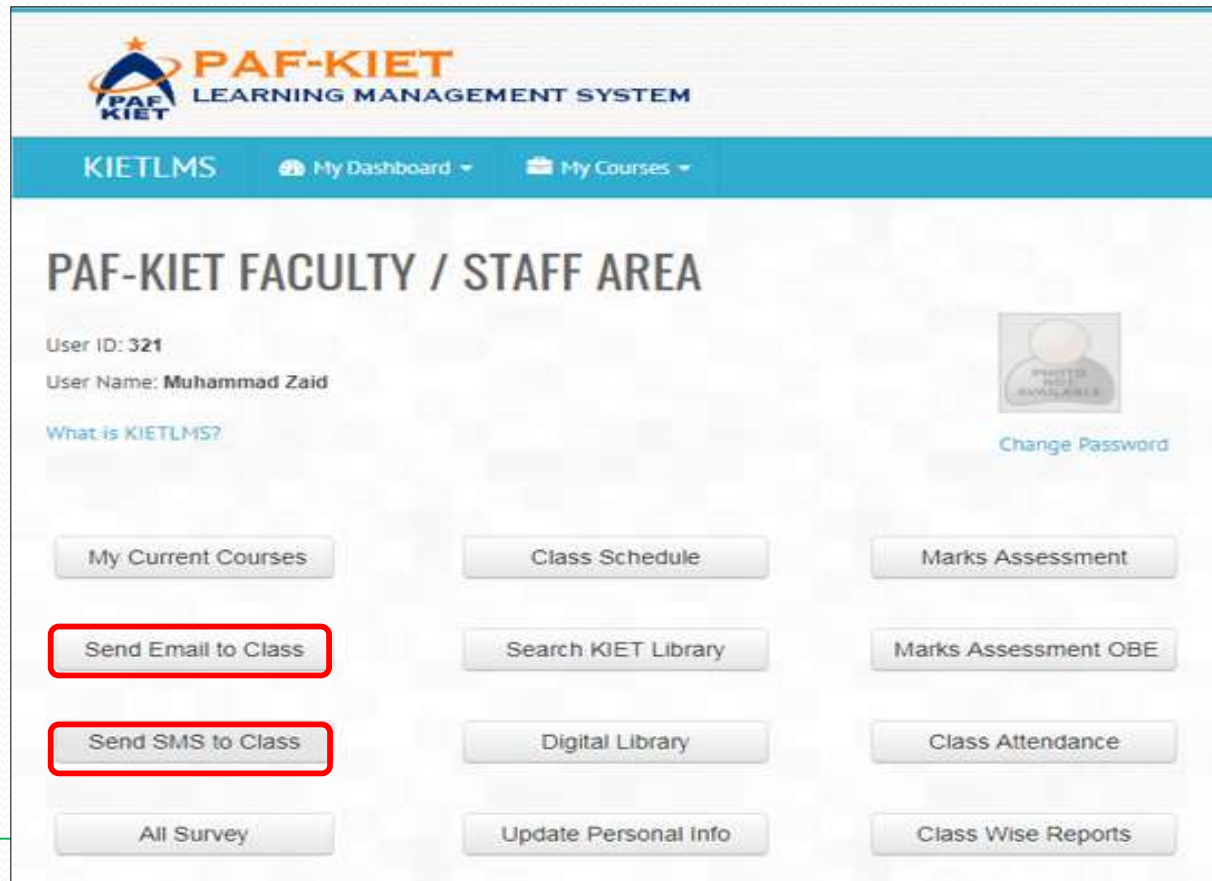 PAF-KIET
LEARNING MANAGEMENT SYSTEM
PAF
KIET
KIETLMS My Dashboard My Courses
PAF-KIET FACULTY / STAFF AREA
User ID: 321
User Name: Muhammad Zaid
What is KIETLMS?
PHOTO
NOT
AVAILABLE
Change Password
My Current Courses Class Schedule Marks Assessment
Send Email to Class Search KIET Library Marks Assessment OBE
Send SMS to Class Digital Library Class Attendance
All Survey Update Personal Info Class Wise Reports